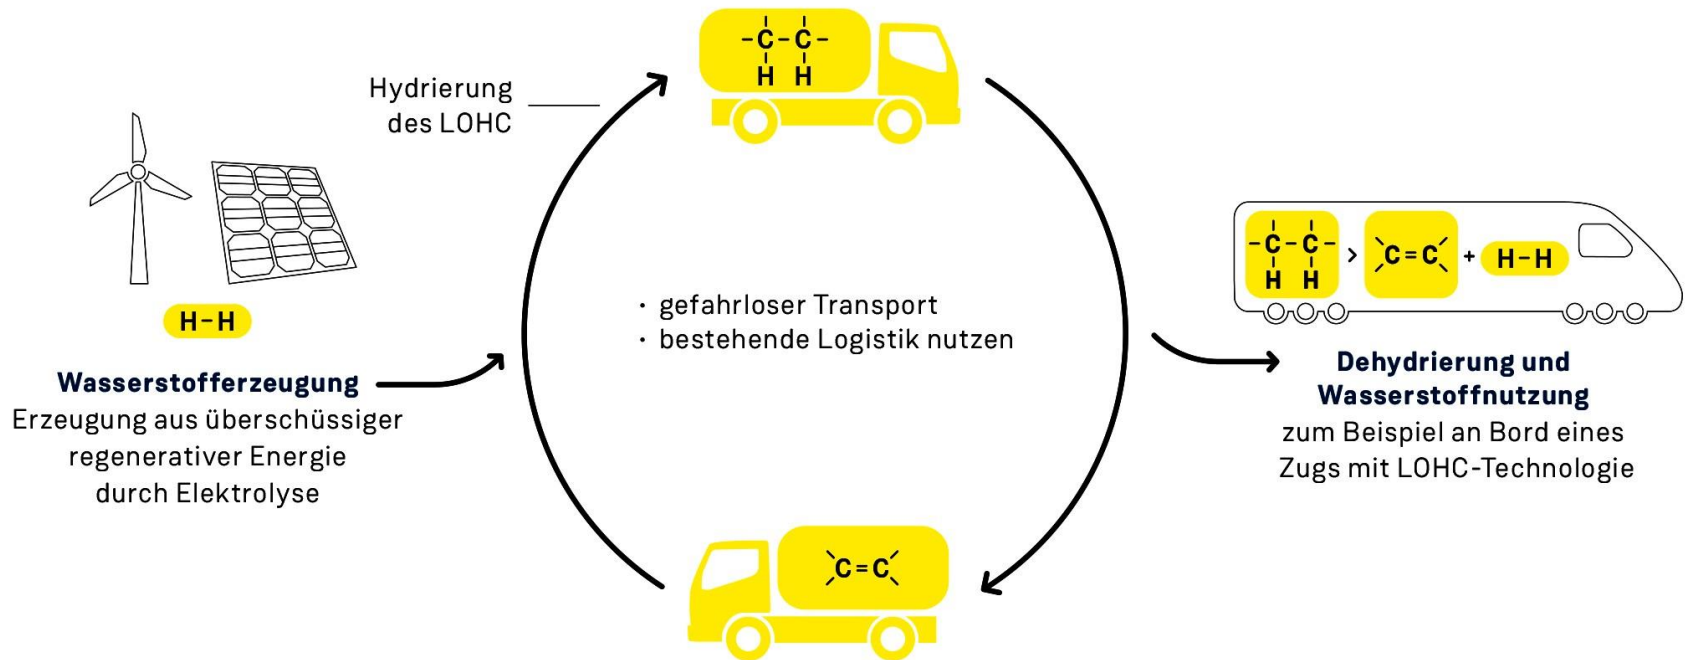 -C-C-
H H
Hydrierung
des LOHC
H-H
Wasserstofferzeugung
Erzeugung aus überschüssiger
regenerativer Energie
durch Elektrolyse
· gefahrloser Transport
· bestehende Logistik nutzen
-C-C- > C=C + H-H
H H
Dehydrierung und
Wasserstoffnutzung
zum Beispiel an Bord eines
Zugs mit LOHC-Technologie
C=C